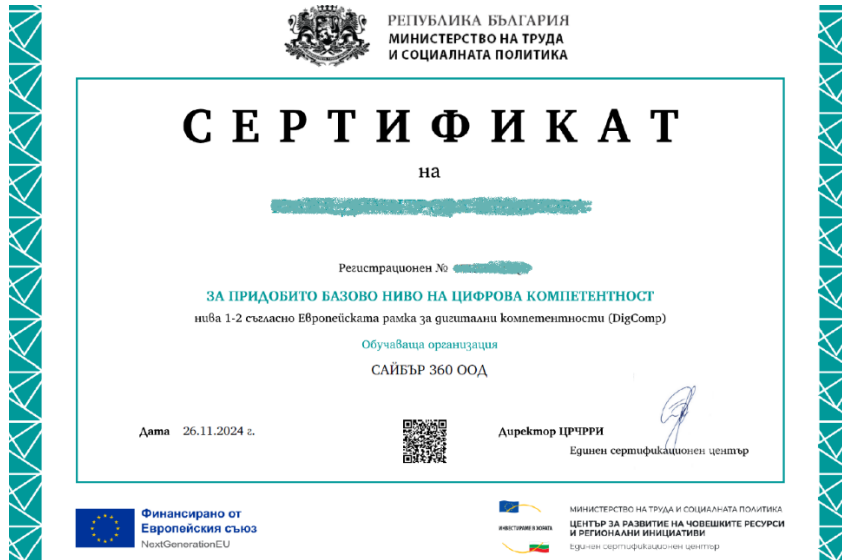 РЕПУБЛИКА БЪЛГАРИЯ
МИНИСТЕРСТВО НА ТРУДА
И СОЦИАЛНАТА ПОЛИТИКА
СЕРТИФИКАТ
на
Регистрационен №
ЗА ПРИДОБИТО БАЗОВО НИВО НА ЦИФРОВА КОМПЕТЕНТНОСТ
нива 1-2 съгласно Европейската рамка за дигитални компетентности (DigComp)
Обучаваща организация
САЙБЪР 360 ООД
Дата 26.11.2024 г.
Директор ЦРЧРРИ
Единен сертификационен център
Финансирано от
Европейския съюз
NextGenerationEU
ИНВЕСТИРАМЕ В ХОРАТА
МИНИСТЕРСТВО НА ТРУДА И СОЦИАЛНАТА ПОЛИТИКА
ЦЕНТЪР ЗА РАЗВИТИЕ НА ЧОВЕШКИТЕ РЕСУРСИ
И РЕГИОНАЛНИ ИНИЦИАТИВИ
Единен сертификационен център